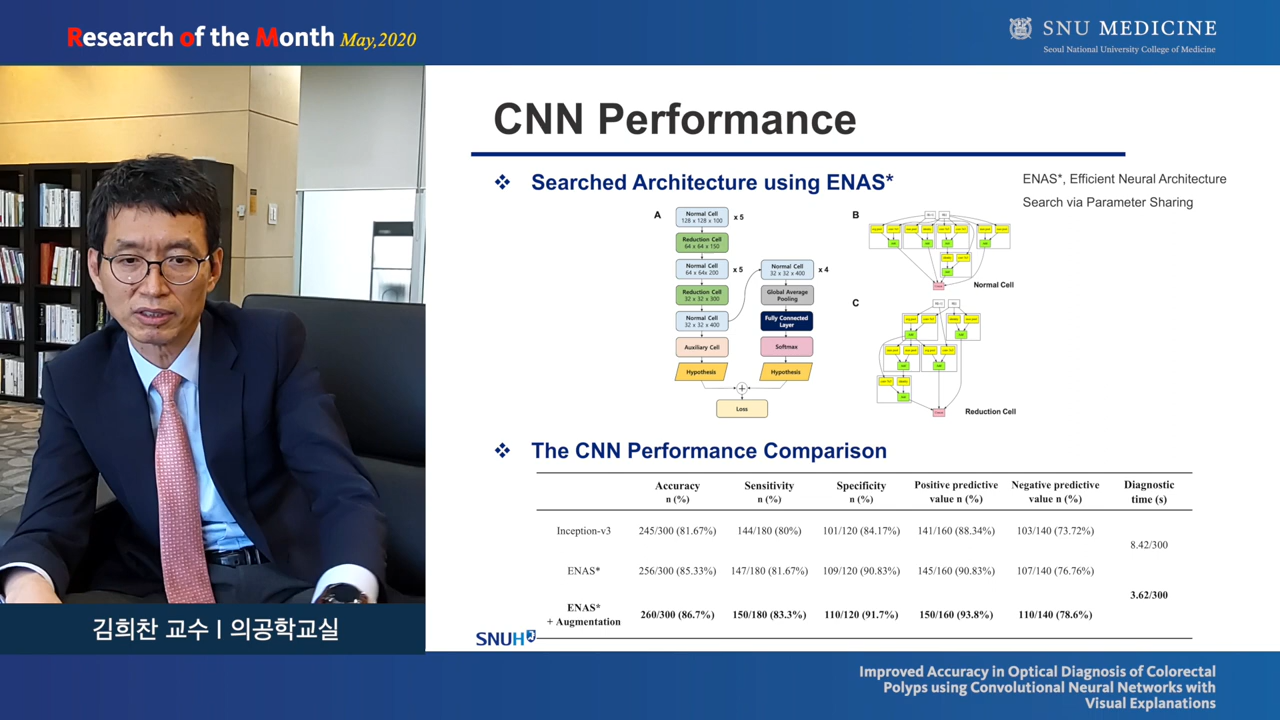 Research of the Month May,2020
SNU MEDICINE
Seoul National University College of Medicine
CNN Performance
❖ Searched Architecture using ENAS*
ENAS*, Efficient Neural Architecture
Search via Parameter Sharing
A
Normal Cell
128 x 128 x 100
x 5
Reduction Cell
64 x 64 x 150
Normal Cell
64 x 64x 200
x 5
Reduction Cell
32 x 32 x 300
Normal Cell
32 x 32 x 400
Auxiliary Cell
Hypothesis
Normal Cell
32 x 32 x 400
x 4
Global Average
Pooling
Fully Connected
Layer
Softmax
Hypothesis
+
Loss
B
Normal Cell
C
Reduction Cell
❖ The CNN Performance Comparison
Accuracy n (%) Sensitivity n (%) Specificity n (%) Positive predictive value n (%) Negative predictive value n (%) Diagnostic time (s)
Inception-v3 245/300 (81.67%) 144/180 (80%) 101/120 (84.17%) 141/160 (88.34%) 103/140 (73.72%)
8.42/300
ENAS* 256/300 (85.33%) 147/180 (81.67%) 109/120 (90.83%) 145/160 (90.83%) 107/140 (76.76%)
3.62/300
ENAS* + Augmentation 260/300 (86.7%) 150/180 (83.3%) 110/120 (91.7%) 150/160 (93.8%) 110/140 (78.6%)
SNUH
김희찬 교수 | 의공학교실
Improved Accuracy in Optical Diagnosis of Colorectal
Polyps using Convolutional Neural Networks with
Visual Explanations